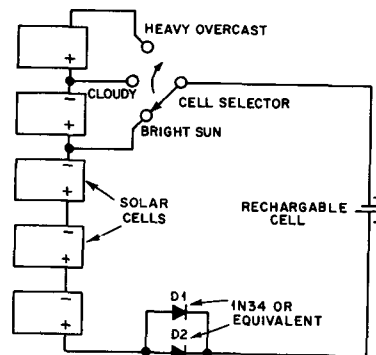 HEAVY OVERCAST
CLOUDY
CELL SELECTOR
BRIGHT SUN
SOLAR
CELLS
RECHARGABLE
CELL
D1
1N34 OR
EQUIVALENT
D2